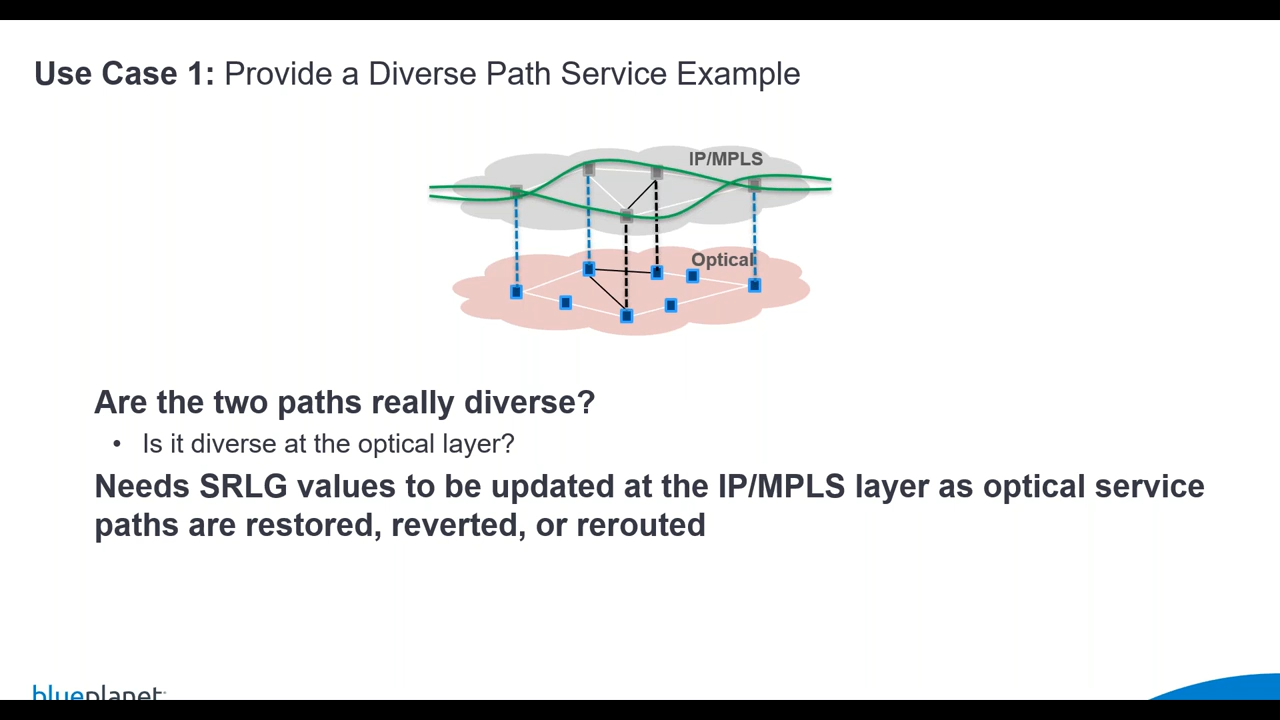 Use Case 1: Provide a Diverse Path Service Example
IP/MPLS
Optical
Are the two paths really diverse?
• Is it diverse at the optical layer?
Needs SRLG values to be updated at the IP/MPLS layer as optical service
paths are restored, reverted, or rerouted
blueplanet